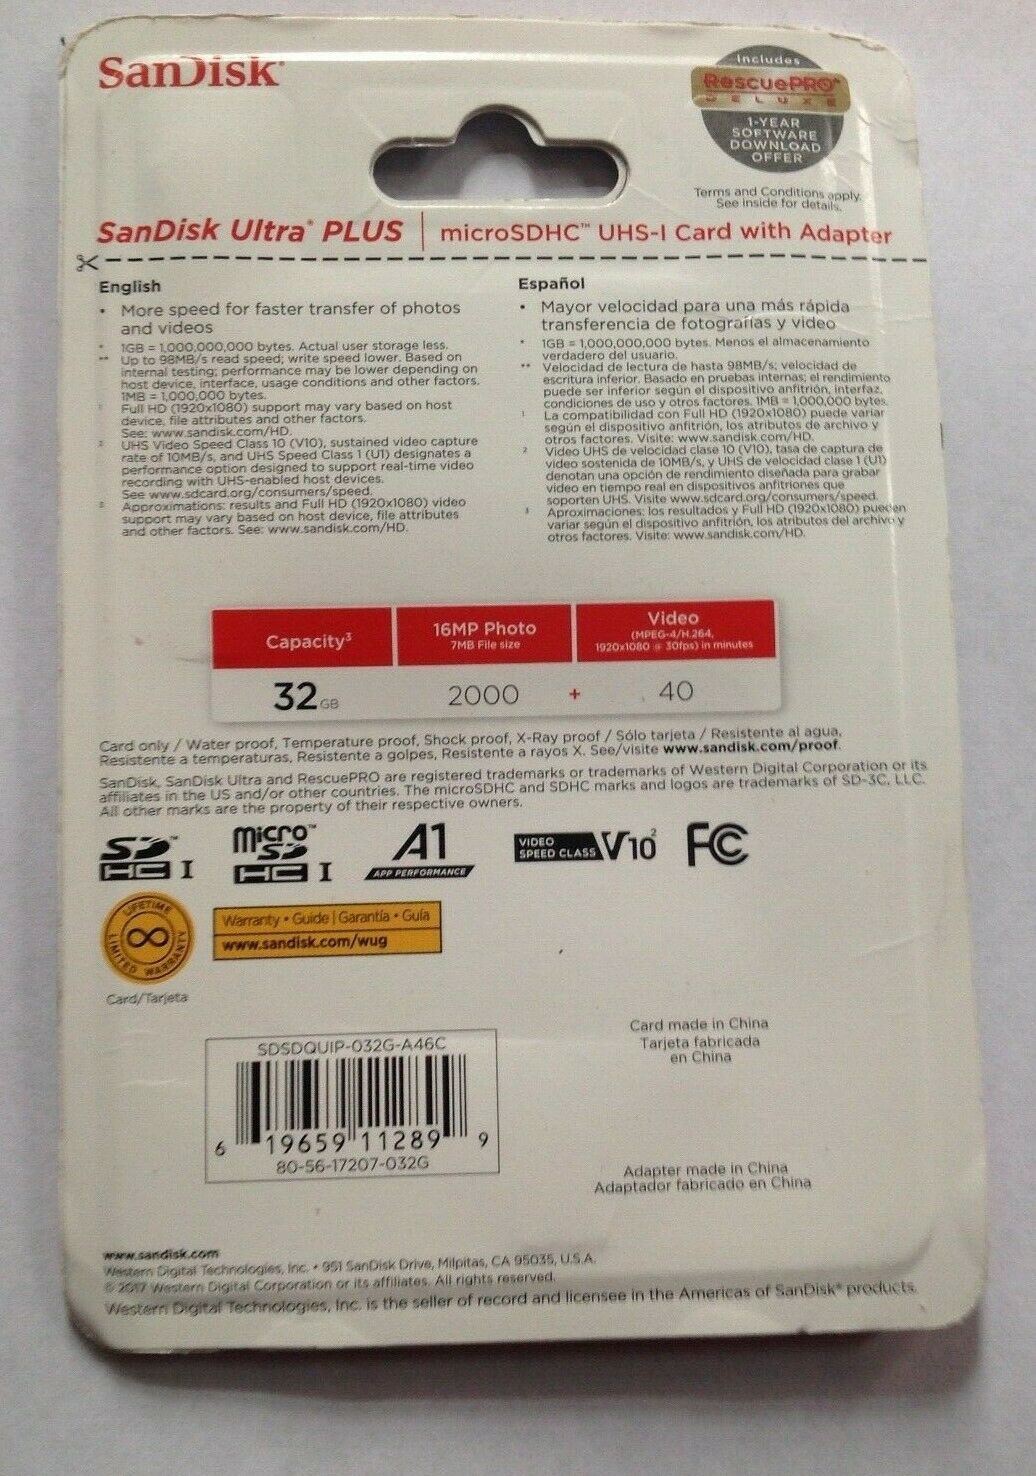 SanDisk®
Includes
RescuePRO®
DELUXE
1-YEAR
SOFTWARE
DOWNLOAD
OFFER
Terms and Conditions apply.
See inside for details.
SanDisk Ultra® PLUS | microSDHC™ UHS-I Card with Adapter
English
• More speed for faster transfer of photos
and videos
* 1GB = 1,000,000,000 bytes. Actual user storage less.
** Up to 98MB/s read speed; write speed lower. Based on
internal testing; performance may be lower depending on
host device, interface, usage conditions and other factors.
1MB = 1,000,000 bytes.
¹ Full HD (1920x1080) support may vary based on host
device, file attributes and other factors.
See: www.sandisk.com/HD.
² UHS Video Speed Class 10 (V10), sustained video capture
rate of 10MB/s, and UHS Speed Class 1 (U1) designates a
performance option designed to support real-time video
recording with UHS-enabled host devices.
See www.sdcard.org/consumers/speed.
³ Approximations: results and Full HD (1920x1080) video
support may vary based on host device, file attributes
and other factors. See: www.sandisk.com/HD.
Español
• Mayor velocidad para una más rápida
transferencia de fotografías y video
* 1GB = 1,000,000,000 bytes. Menos el almacenamiento
verdadero del usuario.
** Velocidad de lectura de hasta 98MB/s; velocidad de
escritura inferior. Basado en pruebas internas; el rendimiento
puede ser inferior según el dispositivo anfitrión, interfaz,
condiciones de uso y otros factores. 1MB = 1,000,000 bytes.
¹ La compatibilidad con Full HD (1920x1080) puede variar
según el dispositivo anfitrión, los atributos de archivo y
otros factores. Visite: www.sandisk.com/HD.
² Video UHS de velocidad clase 10 (V10), tasa de captura de
video sostenida de 10MB/s, y UHS de velocidad clase 1 (U1)
denotan una opción de rendimiento diseñada para grabar
video en tiempo real en dispositivos anfitriones que
soporten UHS. Visite www.sdcard.org/consumers/speed.
³ Aproximaciones: los resultados y Full HD (1920x1080) pueden
variar según el dispositivo anfitrión, los atributos del archivo y
otros factores. Visite: www.sandisk.com/HD.
Capacity³
16MP Photo
7MB File size
Video
(MPEG-4/H.264,
1920x1080 @ 30fps) in minutes
32GB
2000 + 40
Card only / Water proof, Temperature proof, Shock proof, X-Ray proof / Sólo tarjeta / Resistente al agua,
Resistente a temperaturas, Resistente a golpes, Resistente a rayos X. See/visite www.sandisk.com/proof.
SanDisk, SanDisk Ultra and RescuePRO are registered trademarks or trademarks of Western Digital Corporation or its
affiliates in the US and/or other countries. The microSDHC and SDHC marks and logos are trademarks of SD-3C, LLC.
All other marks are the property of their respective owners.
SD™
HC I
micro™
SD
HC I
A1
APP PERFORMANCE
VIDEO
SPEED CLASS V10²
FC
LIFETIME
LIMITED WARRANTY
Card/Tarjeta
Warranty • Guide | Garantía • Guía
www.sandisk.com/wug
SDSDQUIP-032G-A46C
6 19659 11289 9
80-56-17207-032G
Card made in China
Tarjeta fabricada
en China
Adapter made in China
Adaptador fabricado en China
www.sandisk.com
Western Digital Technologies, Inc. • 951 SanDisk Drive, Milpitas, CA 95035, U.S.A.
© 2017 Western Digital Corporation or its affiliates. All rights reserved.
Western Digital Technologies, Inc. is the seller of record and licensee in the Americas of SanDisk® products.